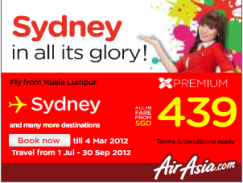 Sydney
in all its glory!
Fly from Kuala Lumpur
Sydney
and many more destinations
Book now till 4 Mar 2012
Travel from 1 Jul - 30 Sep 2012
X PREMIUM
ALL-IN
FARE
FROM
SGD
439
Terms & conditions apply
AirAsia.com